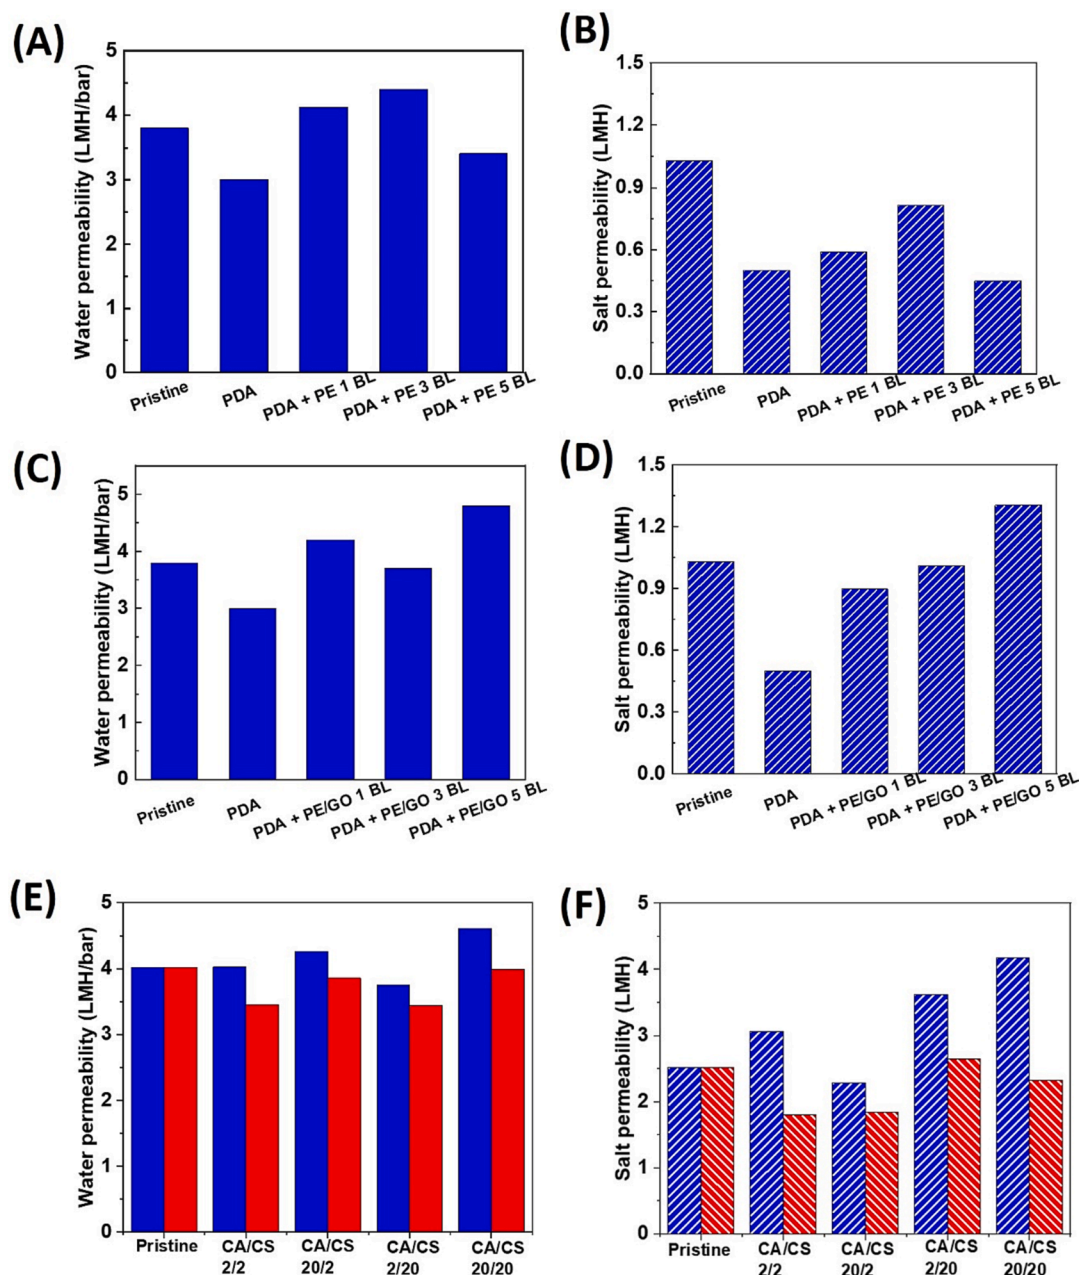 (A)
Water permeability (LMH/bar)
5
4
3
2
1
0
Pristine
PDA
PDA + PE 1 BL
PDA + PE 3 BL
PDA + PE 5 BL
(B)
Salt permeability (LMH)
1.5
1.2
0.9
0.6
0.3
0.0
Pristine
PDA
PDA + PE 1 BL
PDA + PE 3 BL
PDA + PE 5 BL
(C)
Water permeability (LMH/bar)
5
4
3
2
1
0
Pristine
PDA
PDA + PE/GO 1 BL
PDA + PE/GO 3 BL
PDA + PE/GO 5 BL
(D)
Salt permeability (LMH)
1.5
1.2
0.9
0.6
0.3
0.0
Pristine
PDA
PDA + PE/GO 1 BL
PDA + PE/GO 3 BL
PDA + PE/GO 5 BL
(E)
Water permeability (LMH/bar)
5
4
3
2
1
0
Pristine
CA/CS
2/2
CA/CS
20/2
CA/CS
2/20
CA/CS
20/20
(F)
Salt permeability (LMH)
5
4
3
2
1
0
Pristine
CA/CS
2/2
CA/CS
20/2
CA/CS
2/20
CA/CS
20/20